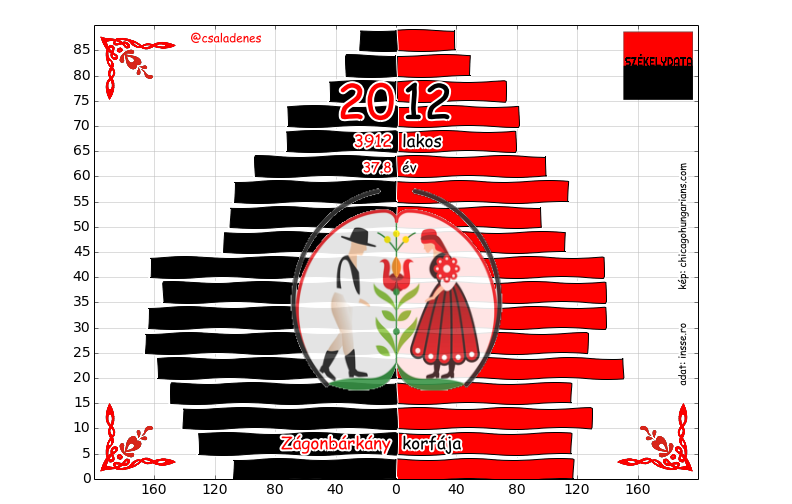 @csaladenes
SZÉKELYDATA
2012
3912 lakos
37.8 év
kép: chicagohungarians.com
adat: insse.ro
Zágonbárkány korfája
85
80
75
70
65
60
55
50
45
40
35
30
25
20
15
10
5
0
160 120 80 40 0 40 80 120 160